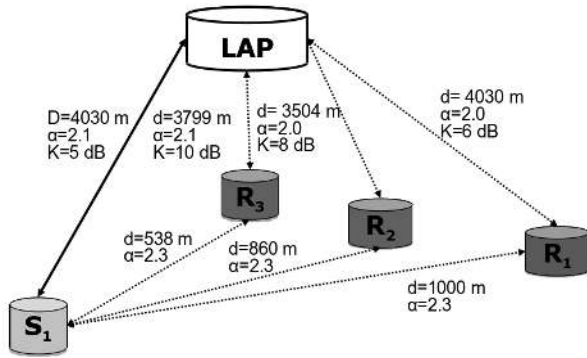 LAP
D=4030 m
α=2.1
K=5 dB
d=3799 m
α=2.1
K=10 dB
d= 3504 m
α=2.0
K=8 dB
d= 4030 m
α=2.0
K=6 dB
R₃
R₂
R₁
d=538 m
α=2.3
d=860 m
α=2.3
d=1000 m
α=2.3
S₁